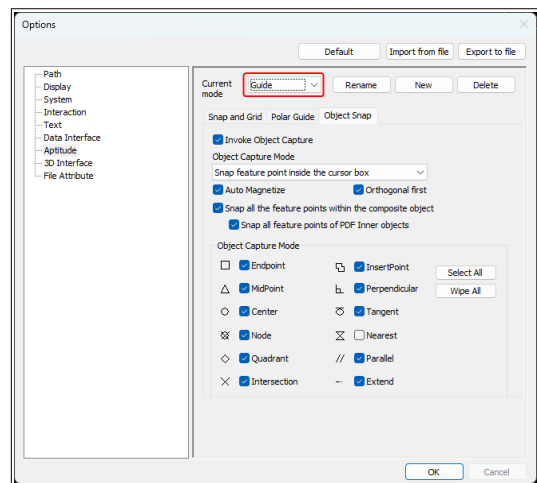 Options
Default Import from file Export to file
Path
Display
System
Interaction
Text
Data Interface
Aptitude
3D Interface
File Attribute
Current mode Guide Rename New Delete
Snap and Grid Polar Guide Object Snap
Invoke Object Capture
Object Capture Mode
Snap feature point inside the cursor box
Auto Magnetize Orthogonal first
Snap all the feature points within the composite object
Snap all feature points of PDF Inner objects
Object Capture Mode
Endpoint InsertPoint Select All
MidPoint Perpendicular Wipe All
Center Tangent
Node Nearest
Quadrant Parallel
Intersection Extend
OK Cancel